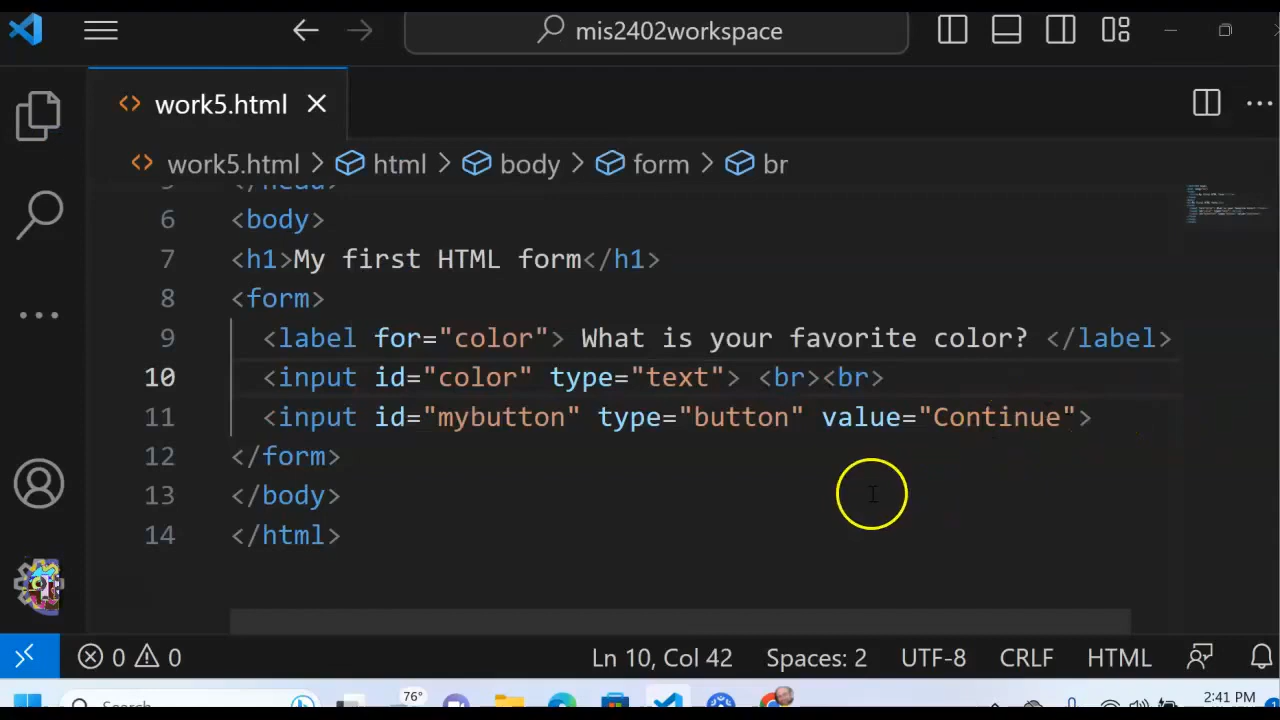 mis2402workspace
work5.html
work5.html > html > body > form > br
</head>
6 <body>
7 <h1>My first HTML form</h1>
8 <form>
9 <label for="color"> What is your favorite color? </label>
10 <input id="color" type="text"> <br><br>
11 <input id="mybutton" type="button" value="Continue">
12 </form>
13 </body>
14 </html>
0 0 Ln 10, Col 42 Spaces: 2 UTF-8 CRLF HTML
Search 76° 2:41 PM